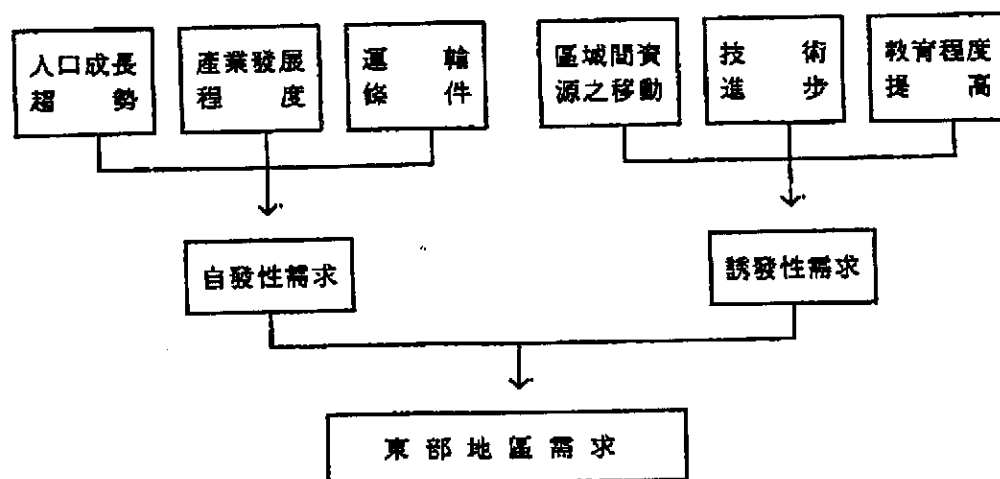 人口成長
趨勢
產業發展
程度
運輸
條件
區域間資
源之移動
技術
進步
教育程度
提高
自發性需求
誘發性需求
東部地區需求